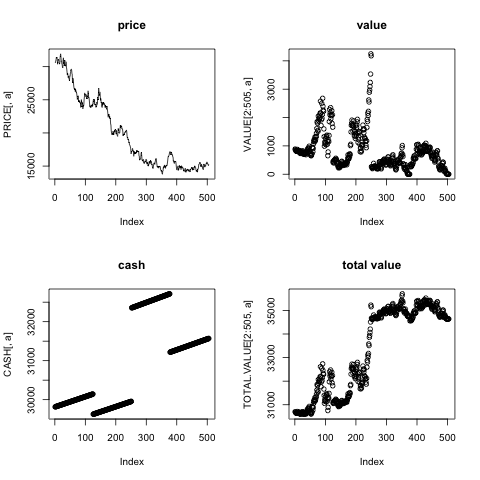 price
PRICE[, a]
15000
25000
0
100
200
300
400
500
Index
value
VALUE[2:505, a]
0
1000
3000
0
100
200
300
400
500
Index
cash
CASH[, a]
30000
31000
32000
0
100
200
300
400
500
Index
total value
TOTAL.VALUE[2:505, a]
31000
33000
35000
0
100
200
300
400
500
Index